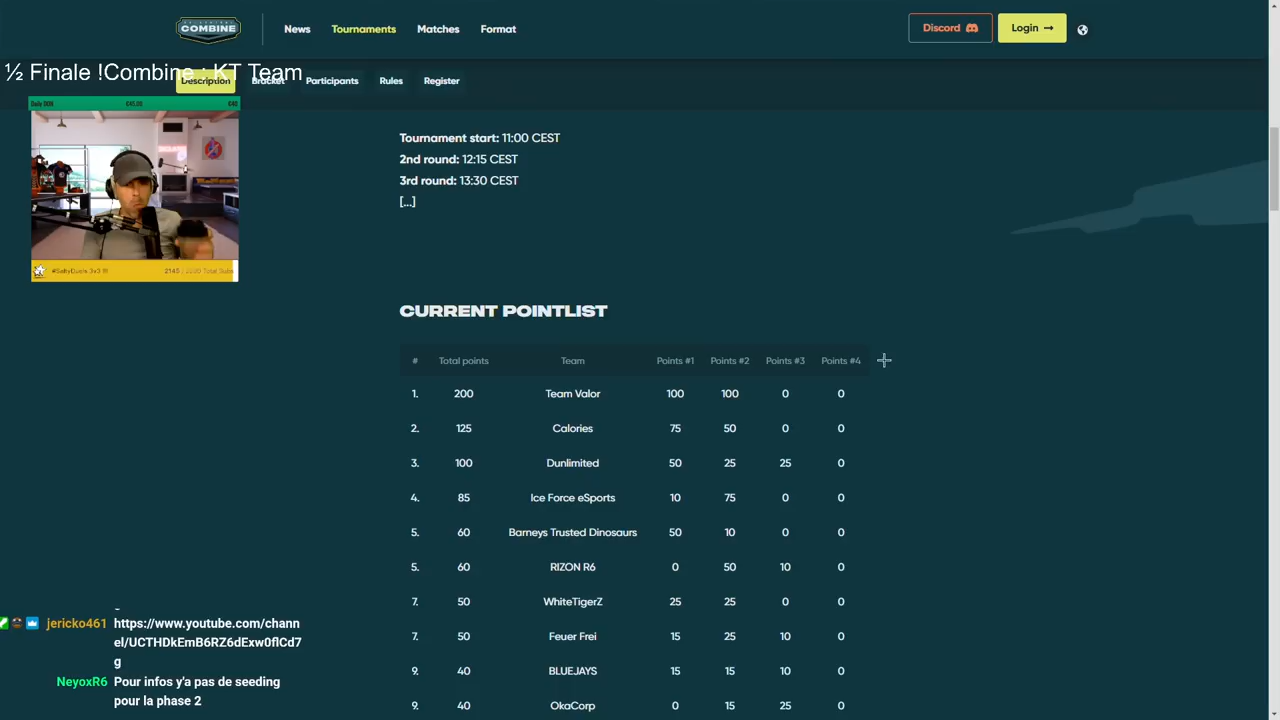 COMBINE
News
Tournaments
Matches
Format
Discord
Login →
½ Finale !Combine : KT Team
Description
Bracket
Participants
Rules
Register
Tournament start: 11:00 CEST
2nd round: 12:15 CEST
3rd round: 13:30 CEST
[...]
CURRENT POINTLIST
# Total points Team Points #1 Points #2 Points #3 Points #4
1. 200 Team Valor 100 100 0 0
2. 125 Calories 75 50 0 0
3. 100 Dunlimited 50 25 25 0
4. 85 Ice Force eSports 10 75 0 0
5. 60 Barneys Trusted Dinosaurs 50 10 0 0
5. 60 RIZON R6 0 50 10 0
7. 50 WhiteTigerZ 25 25 0 0
7. 50 Feuer Frei 15 25 10 0
9. 40 BLUEJAYS 15 15 10 0
9. 40 OkaCorp 0 15 25 0
jericko461 https://www.youtube.com/chann
el/UCTHDkEmB6RZ6dExw0flCd7
g
NeyoxR6 Pour infos y'a pas de seeding
pour la phase 2